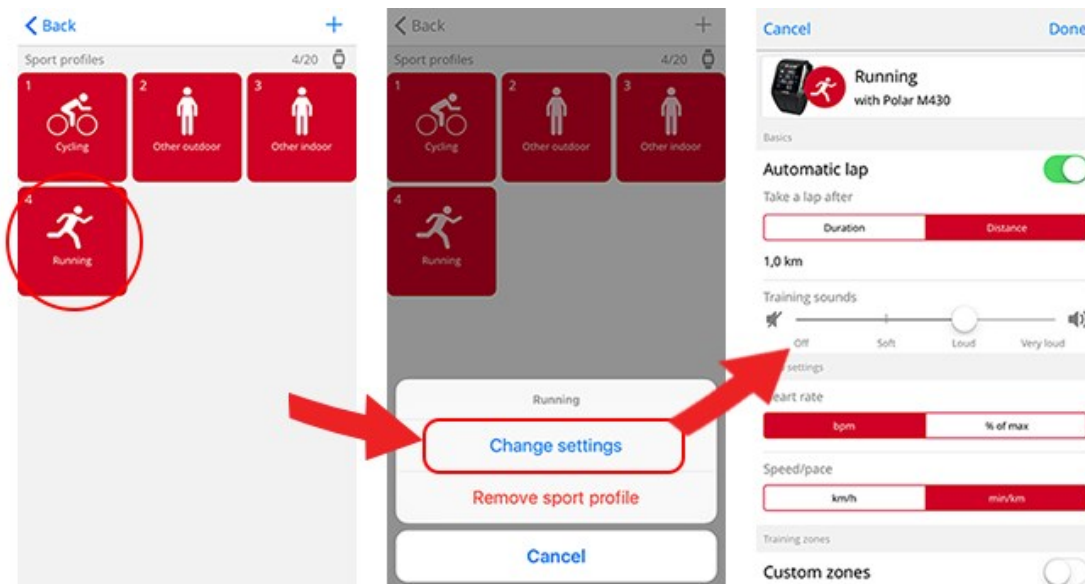 Back
Sport profiles 4/20
1 2 3
Cycling Other outdoor Other indoor
4
Running
Back
Sport profiles 4/20
1 2 3
Cycling Other outdoor Other indoor
4
Running
Running
Change settings
Remove sport profile
Cancel
Cancel Done
Running
with Polar M430
Basics
Automatic lap
Take a lap after
Duration Distance
1,0 km
Training sounds
Off Soft Loud Very loud
settings
eart rate
bpm % of max
Speed/pace
km/h min/km
Training zones
Custom zones